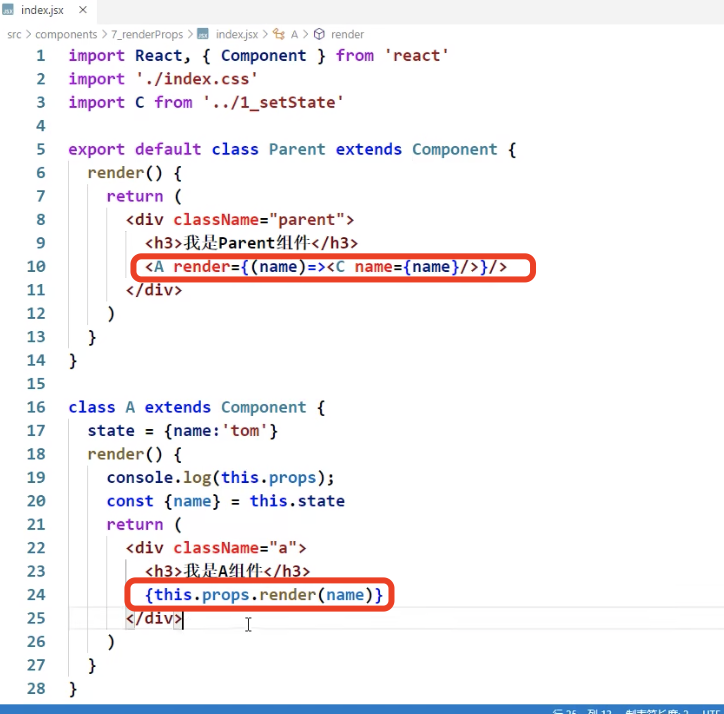 index.jsx ×
src > components > 7_renderProps > index.jsx > A > render
1 import React, { Component } from 'react'
2 import './index.css'
3 import C from '../1_setState'
4
5 export default class Parent extends Component {
6 render() {
7 return (
8 <div className="parent">
9 <h3>我是Parent组件</h3>
10 <A render={(name)=><C name={name}/>}/>
11 </div>
12 )
13 }
14 }
15
16 class A extends Component {
17 state = {name:'tom'}
18 render() {
19 console.log(this.props);
20 const {name} = this.state
21 return (
22 <div className="a">
23 <h3>我是A组件</h3>
24 {this.props.render(name)}
25 </div>
26 )
27 }
28 }